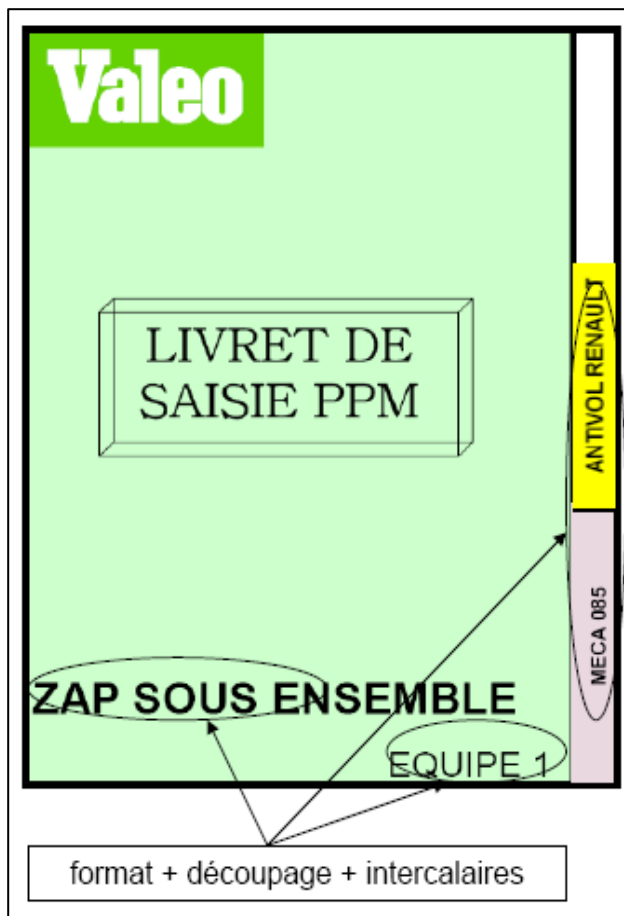 Valeo
LIVRET DE
SAISIE PPM
ANTIVOL RENAULT
MECA 085
ZAP SOUS ENSEMBLE
EQUIPE 1
format + découpage + intercalaires